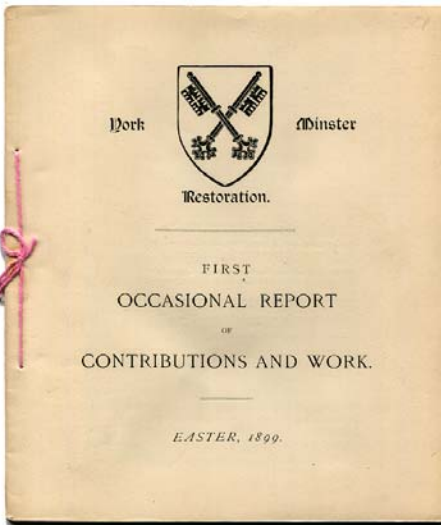 York Minster
Restoration.
FIRST
OCCASIONAL REPORT
OF
CONTRIBUTIONS AND WORK.
EASTER, 1899.